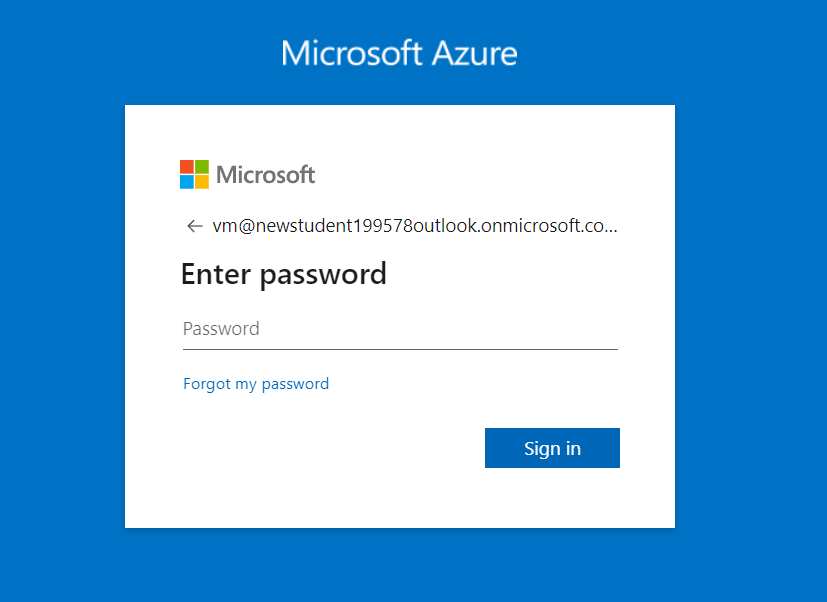 Microsoft Azure
Microsoft
vm@newstudent199578outlook.onmicrosoft.co...
Enter password
Password
Forgot my password
Sign in